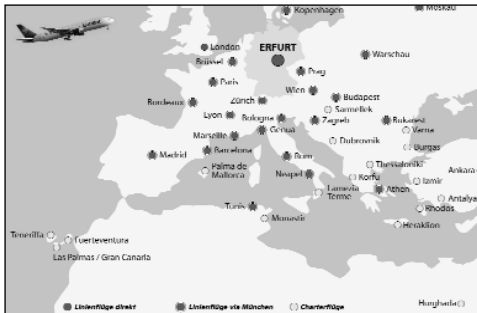 Kopenhagen
Moskau
London
ERFURT
Brüssel
Warschau
Prag
Paris
Wien
Budapest
Bordeaux
Zürich
Sarmellek
Lyon
Bologna
Zagreb
Bukarest
Varna
Marseille
Genua
Dubrovnik
Burgas
Barcelona
Madrid
Rom
Thessaloniki
Ankara
Palma de
Mallorca
Neapel
Korfu
Izmir
Lamezia
Terme
Athen
Antalya
Rhodos
Tunis
Monastir
Heraklion
Teneriffa
Fuerteventura
Las Palmas / Gran Canaria
Linienflüge direkt
Linienflüge via München
Charterflüge
Hurghada